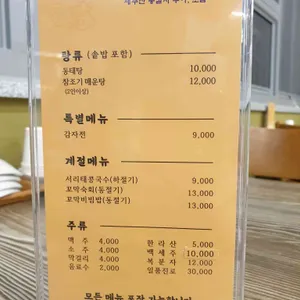 탕류 (솥밥 포함)
동태탕 10,000
참조기 매운탕 12,000
(2인이상)
특별메뉴
감자전 9,000
계절메뉴
서리태콩국수(하절기) 9,000
꼬막숙회(동절기) 13,000
꼬막비빔밥(동절기) 13,000
주류
맥 주 4,000 한 라 산 5,000
소 주 4,000 백 세 주 10,000
막걸리 4,000 복 분 자 12,000
음료수 2,000 일품진로 30,000
모든 메뉴 포장 가능합니다